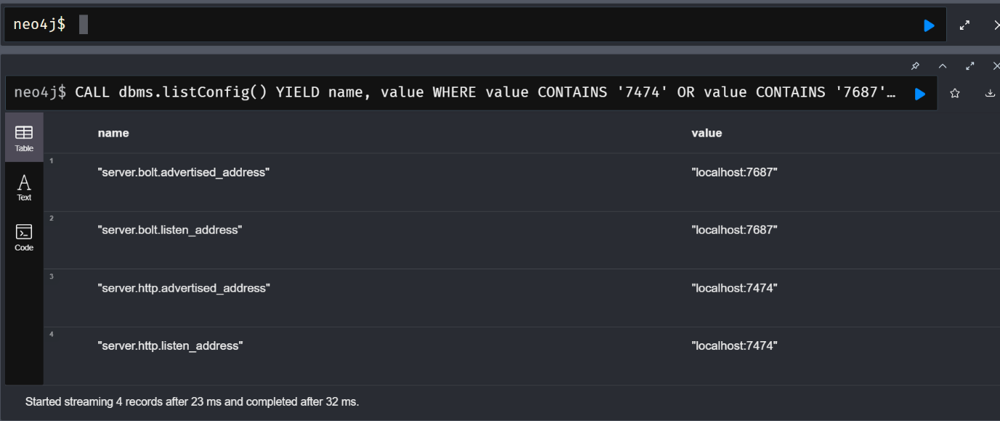 neo4j$
neo4j$ CALL dbms.listConfig() YIELD name, value WHERE value CONTAINS '7474' OR value CONTAINS '7687'…
Table
name value
1
"server.bolt.advertised_address" "localhost:7687"
Text
2
"server.bolt.listen_address" "localhost:7687"
Code
3
"server.http.advertised_address" "localhost:7474"
4
"server.http.listen_address" "localhost:7474"
Started streaming 4 records after 23 ms and completed after 32 ms.